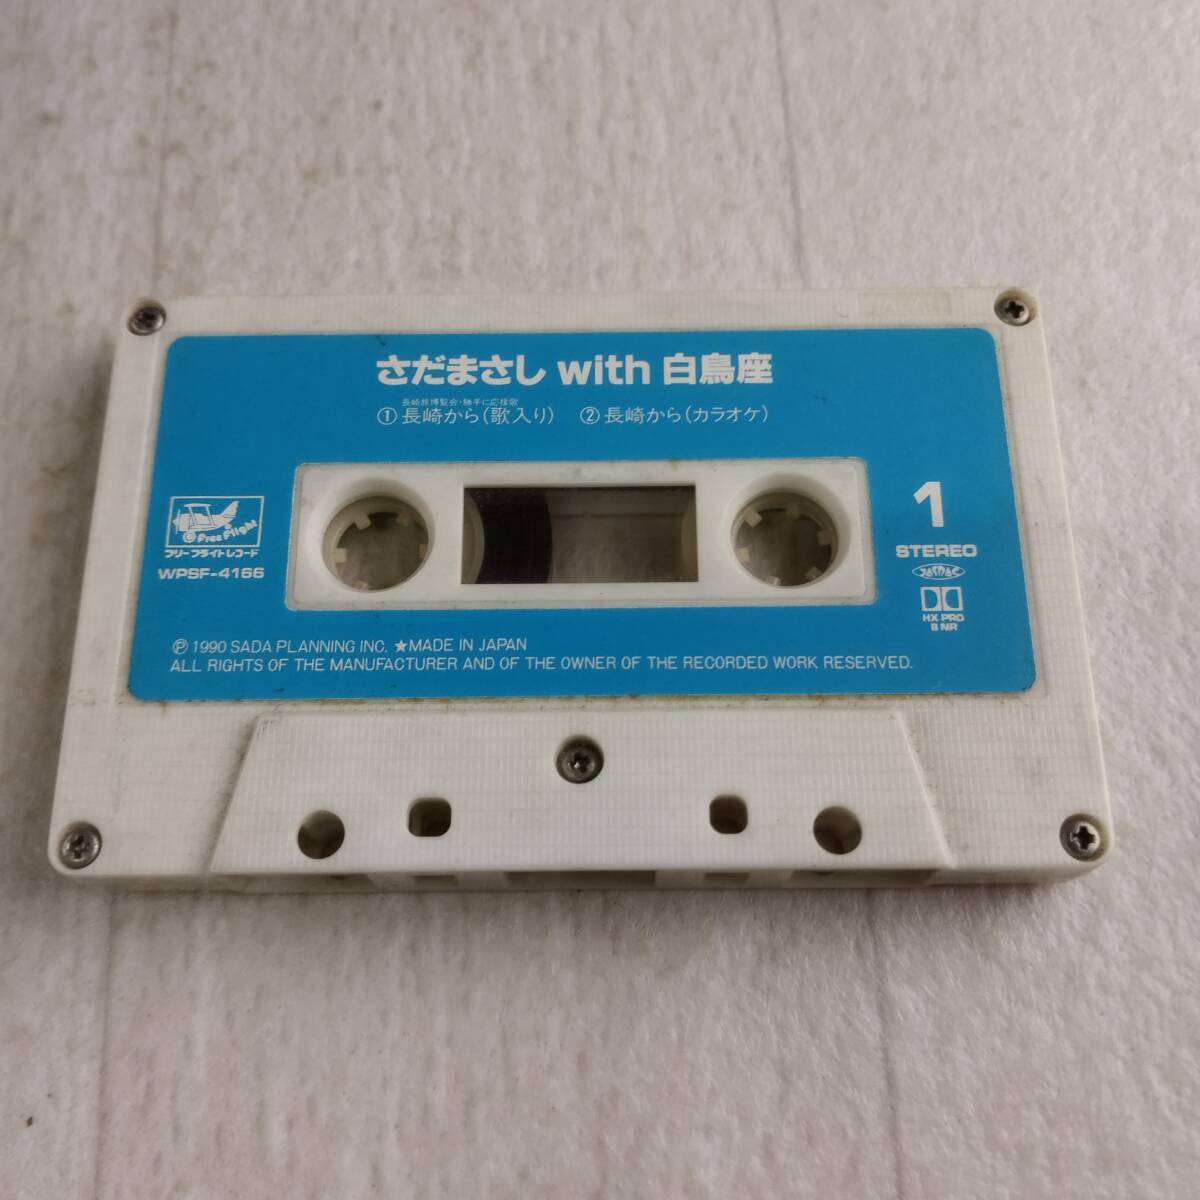 さだまさし with 白鳥座
長崎旅博覧会・勝手に応援歌
① 長崎から(歌入り) ② 長崎から(カラオケ)
Free Flight
フリーフライトレコード
WPSF-4166
1
STEREO
JASRAC
HX PRO
B NR
Ⓟ 1990 SADA PLANNING INC. ★MADE IN JAPAN
ALL RIGHTS OF THE MANUFACTURER AND OF THE OWNER OF THE RECORDED WORK RESERVED.